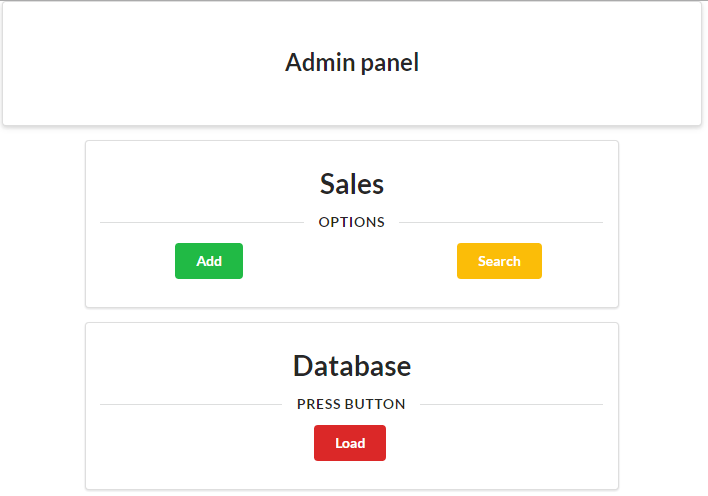 Admin panel
Sales
OPTIONS
Add Search
Database
PRESS BUTTON
Load